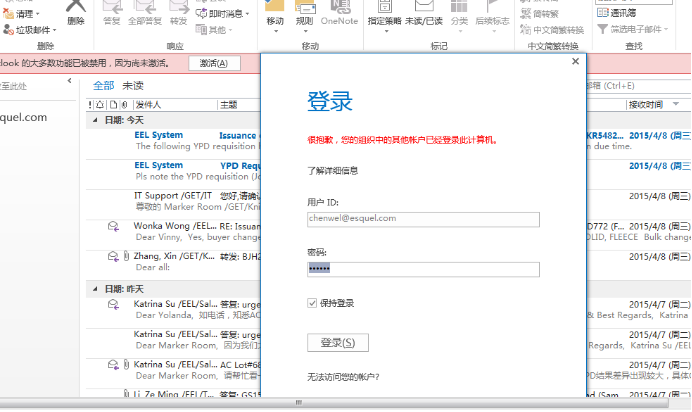 清理
垃圾邮件
删除
答复 全部答复 转发
即时消息
其他
移动 规则 OneNote
指定策略 未读/已读 分类 后续标志
简转繁
中文简繁转换
通讯簿
筛选电子邮件
删除 响应 移动 标记 中文简繁转换 查找
look 的大多数功能已被禁用，因为尚未激活。 激活(A)
至此处
全部 未读
(Ctrl+E)
发件人 主题 接收时间
日期: 今天
EEL System Issuance
KR5482... 2015/4/8 (周三)
The following YPD requisition
due time.
EEL System YPD Requ
2015/4/8 (周三)
Pls note the YPD requisition
IT Support /GET/IT 您好,请确认
2015/4/8 (周三)
尊敬的 Marker Room /GET/Kni
Wonka Wong /EEL... RE: Issuan
D772 (F... 2015/4/8 (周三)
Dear Vinny, Yes, buyer change
OLID, FLEECE Bulk change
Zhang, Xin /GET/K... 转发: BJH2
2015/4/8 (周三)
Dear all:
日期: 昨天
Katrina Su /EEL/Sal... 答复: urge
2015/4/7 (周二)
Dear Yolanda, 如电话，知悉AC
& Best Regards, Katrina
Katrina Su /EEL/Sal... 答复: urge
2015/4/7 (周二)
Dear Marker Room, 因为我们
Regards, Katrina Su /EE
Katrina Su /EEL/Sal... AC Lot#68
2015/4/7 (周二)
Dear Marker Room, 请帮忙看
PD结果差异出现较大，具体
Li, Ze Ming /EEL/T... 答复: GS15
2015/4/7 (周二)
squel.com
登录
很抱歉，您的组织中的其他帐户已经登录此计算机。
了解详细信息
用户 ID:
chenwel@esquel.com
密码:
保持登录
登录(S)
无法访问您的帐户?